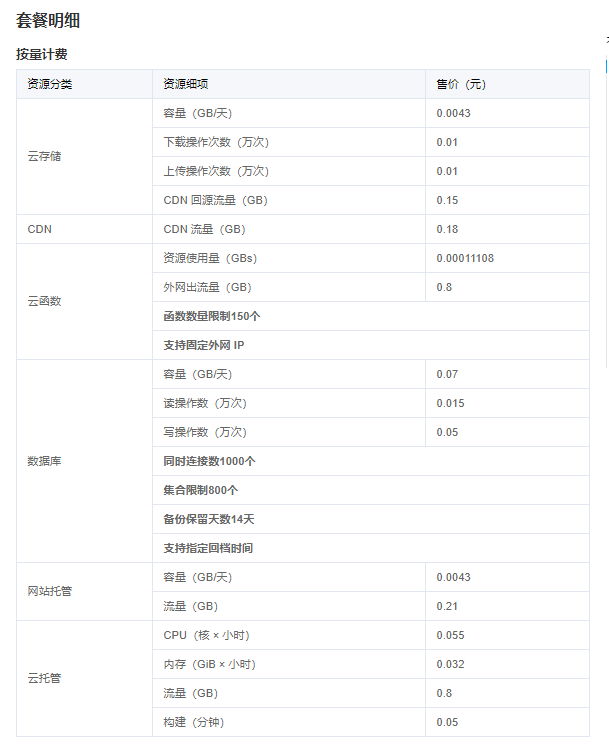 套餐明细
按量计费
资源分类 资源细项 售价（元）
云存储
容量（GB/天） 0.0043
下载操作次数（万次） 0.01
上传操作次数（万次） 0.01
CDN 回源流量（GB） 0.15
CDN CDN 流量（GB） 0.18
云函数
资源使用量（GBs） 0.00011108
外网出流量（GB） 0.8
函数数量限制150个
支持固定外网 IP
数据库
容量（GB/天） 0.07
读操作数（万次） 0.015
写操作数（万次） 0.05
同时连接数1000个
集合限制800个
备份保留天数14天
支持指定回档时间
网站托管
容量（GB/天） 0.0043
流量（GB） 0.21
云托管
CPU（核 × 小时） 0.055
内存（GiB × 小时） 0.032
流量（GB） 0.8
构建（分钟） 0.05